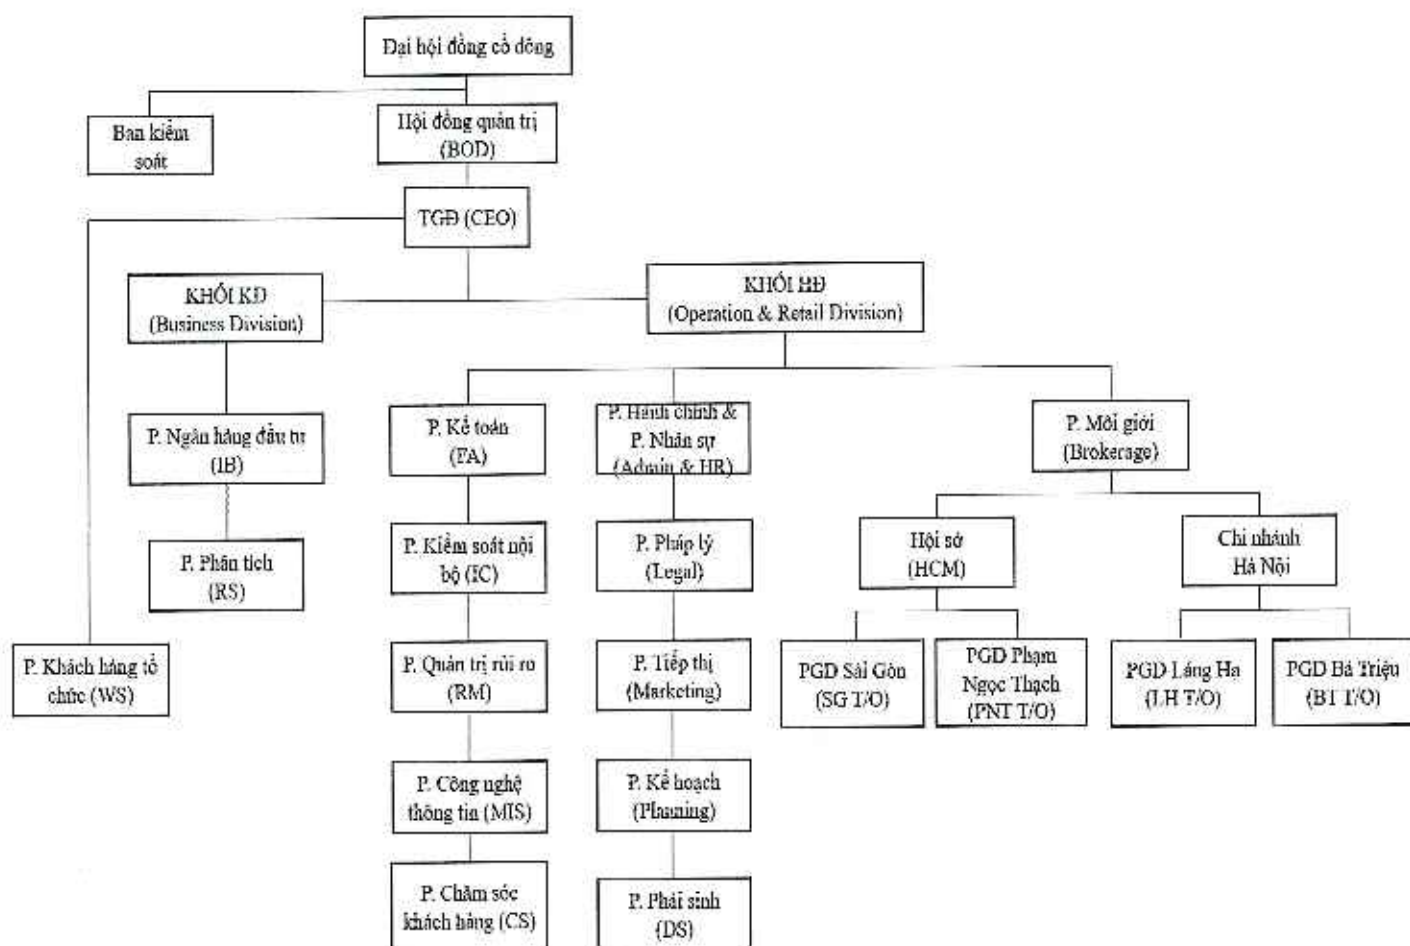 Đại hội đồng cổ đông
Ban kiểm
soát
Hội đồng quản trị
(BOD)
TGĐ (CEO)
KHỐI KD
(Business Division)
KHỐI HĐ
(Operation & Retail Division)
P. Ngân hàng đầu tư
(IB)
P. Kế toán
(FA)
P. Hành chính &
P. Nhân sự
(Admin & HR)
P. Môi giới
(Brokerage)
P. Phân tích
(RS)
P. Kiểm soát nội
bộ (IC)
P. Pháp lý
(Legal)
Hội sở
(HCM)
Chi nhánh
Hà Nội
P. Khách hàng tổ
chức (WS)
P. Quản trị rủi ro
(RM)
P. Tiếp thị
(Marketing)
PGD Sài Gòn
(SG T/O)
PGD Phạm
Ngọc Thạch
(PNT T/O)
PGD Láng Hạ
(LH T/O)
PGD Bà Triệu
(BT T/O)
P. Công nghệ
thông tin (MIS)
P. Kế hoạch
(Planning)
P. Chăm sóc
khách hàng (CS)
P. Phái sinh
(DS)